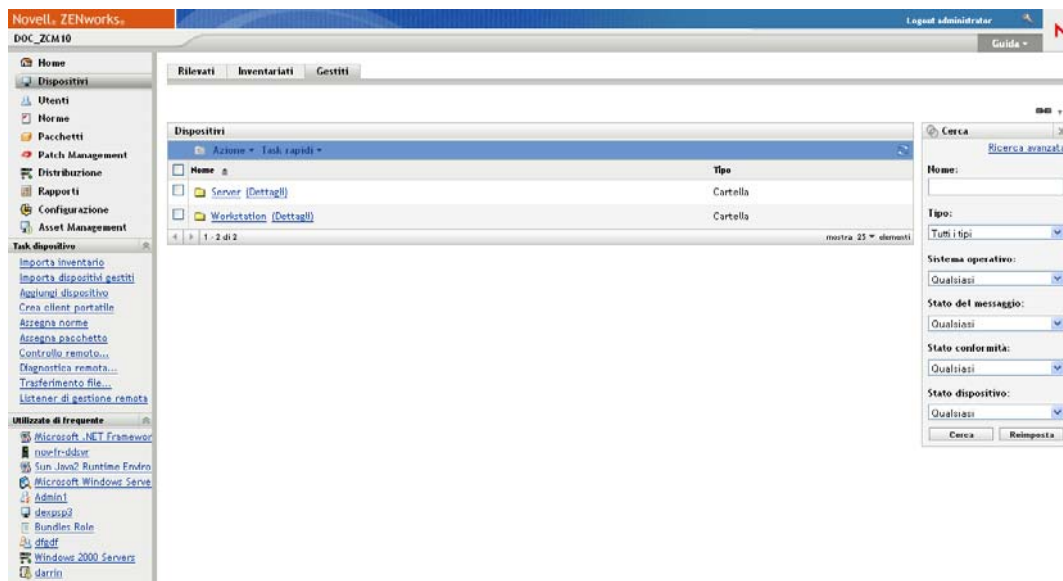 Novell® ZENworks®
Logout administrator
DOC_ZCM10
Guida
Home
Dispositivi
Utenti
Norme
Pacchetti
Patch Management
Distribuzione
Rapporti
Configurazione
Asset Management
Task dispositivo
Importa inventario
Importa dispositivi gestiti
Aggiungi dispositivo
Crea client portatile
Assegna norme
Assegna pacchetto
Controllo remoto...
Diagnostica remota...
Trasferimento file...
Listener di gestione remota
Utilizzato di frequente
Microsoft .NET Framewor
novfr-ddsvr
Sun Java2 Runtime Enviro
Microsoft Windows Serve
Admin1
dexpsp3
Bundles Role
dfgdf
Windows 2000 Servers
darrin
Rilevati Inventariati Gestiti
Dispositivi
Azione Task rapidi
Nome Tipo
Server (Dettagli) Cartella
Workstation (Dettagli) Cartella
1 - 2 di 2 mostra 25 elementi
Cerca
Ricerca avanzata
Nome:
Tipo:
Tutti i tipi
Sistema operativo:
Qualsiasi
Stato del messaggio:
Qualsiasi
Stato conformità:
Qualsiasi
Stato dispositivo:
Qualsiasi
Cerca Reimposta